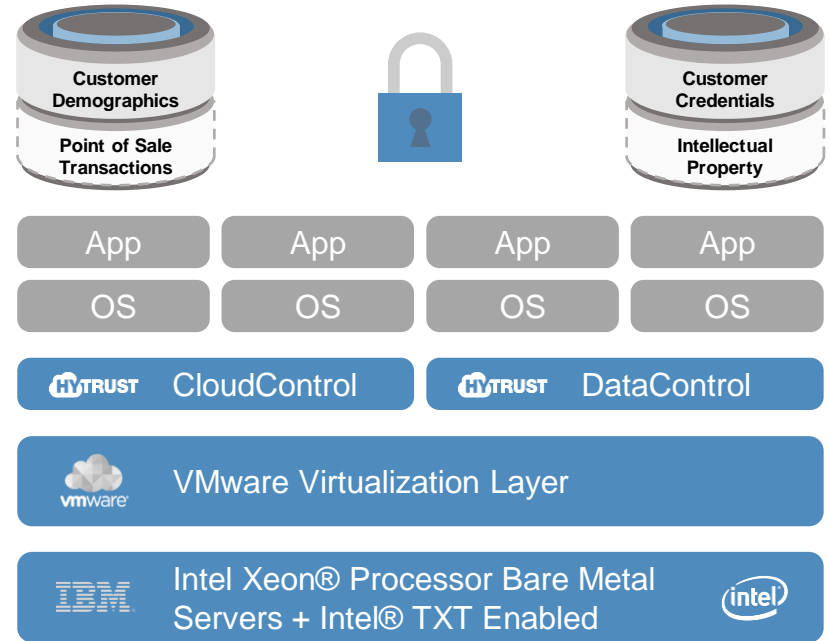 Customer
Demographics
Point of Sale
Transactions
Customer
Credentials
Intellectual
Property
App App App App
OS OS OS OS
HYTRUST CloudControl HYTRUST DataControl
vmware® VMware Virtualization Layer
IBM® Intel Xeon® Processor Bare Metal
Servers + Intel® TXT Enabled
intel®